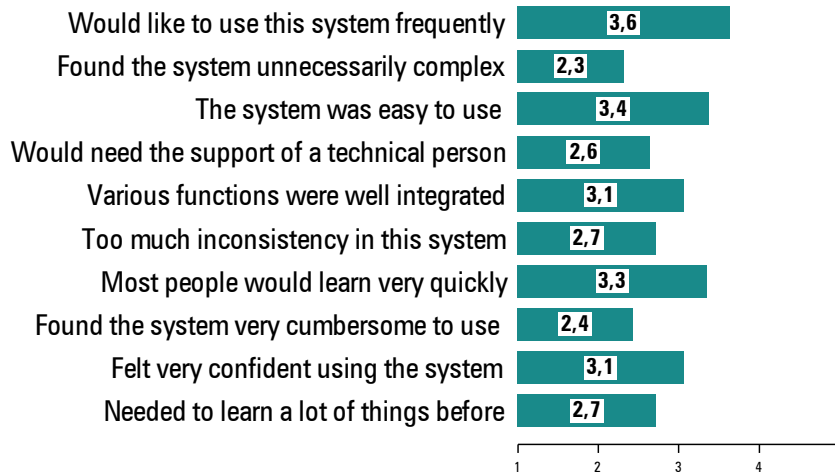 Would like to use this system frequently 3,6
Found the system unnecessarily complex 2,3
The system was easy to use 3,4
Would need the support of a technical person 2,6
Various functions were well integrated 3,1
Too much inconsistency in this system 2,7
Most people would learn very quickly 3,3
Found the system very cumbersome to use 2,4
Felt very confident using the system 3,1
Needed to learn a lot of things before 2,7
1 2 3 4